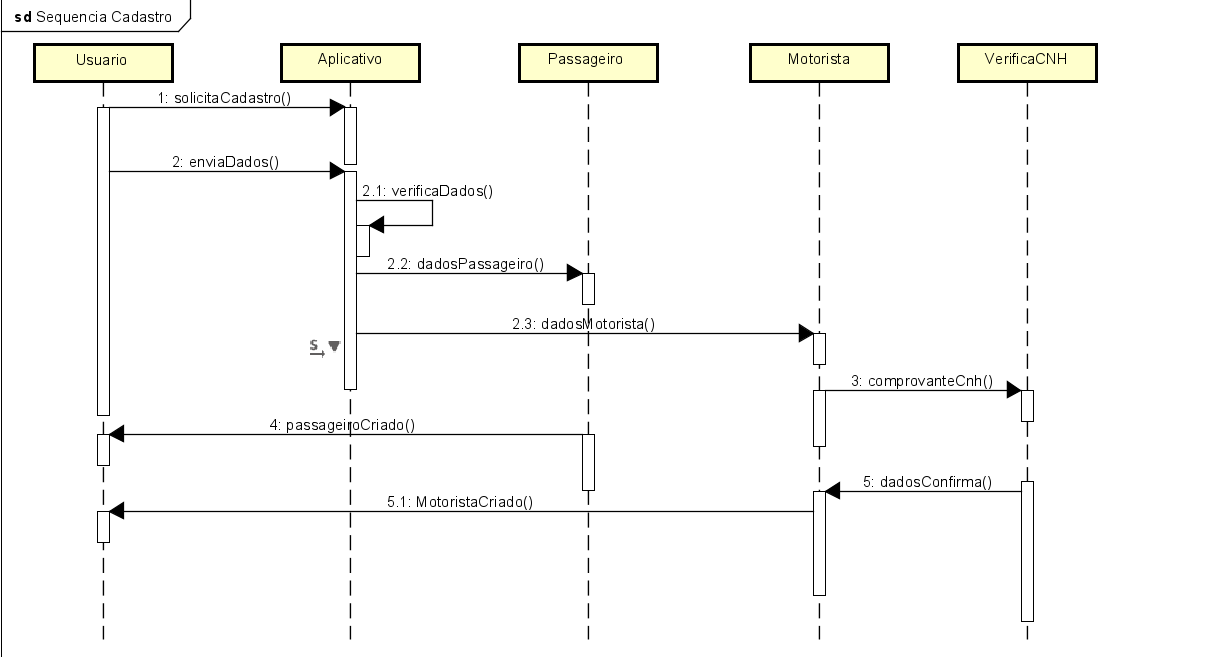 sd Sequencia Cadastro
Usuario
Aplicativo
Passageiro
Motorista
VerificaCNH
1: solicitaCadastro()
2: enviaDados()
2.1: verificaDados()
2.2: dadosPassageiro()
2.3: dadosMotorista()
S
3: comprovanteCnh()
4: passageiroCriado()
5: dadosConfirma()
5.1: MotoristaCriado()